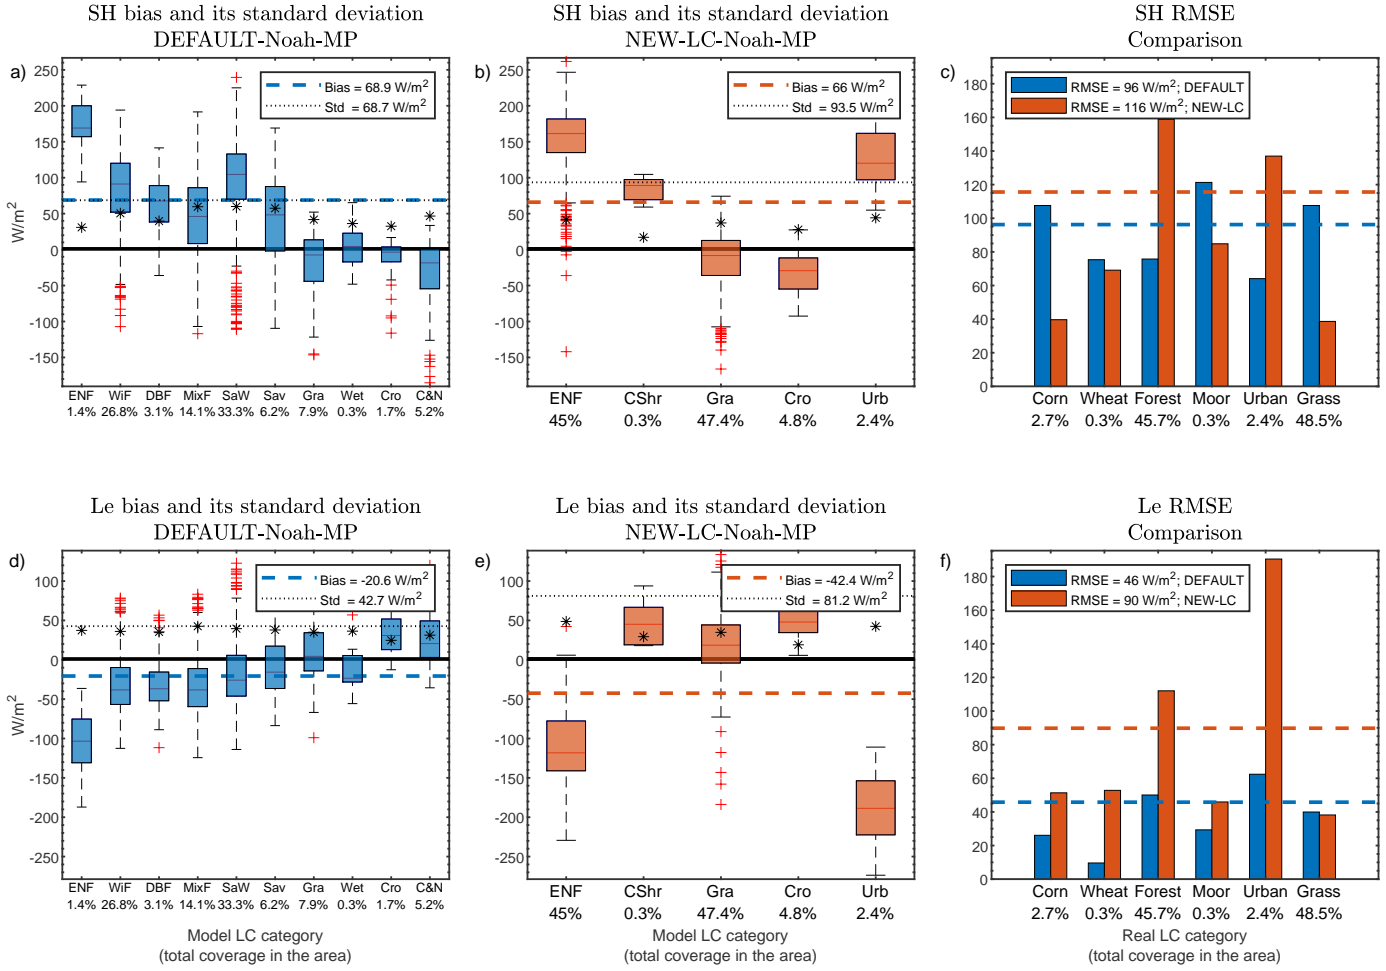 SH bias and its standard deviation
DEFAULT-Noah-MP
a)
W/m²
250
200
150
100
50
0
-50
-100
-150
Bias = 68.9 W/m²
Std = 68.7 W/m²
ENF WiF DBF MixF SaW Sav Gra Wet Cro C&N
1.4% 26.8% 3.1% 14.1% 33.3% 6.2% 7.9% 0.3% 1.7% 5.2%
SH bias and its standard deviation
NEW-LC-Noah-MP
b)
250
200
150
100
50
0
-50
-100
-150
Bias = 66 W/m²
Std = 93.5 W/m²
ENF CShr Gra Cro Urb
45% 0.3% 47.4% 4.8% 2.4%
SH RMSE
Comparison
c)
180
160
140
120
100
80
60
40
20
0
RMSE = 96 W/m²; DEFAULT
RMSE = 116 W/m²; NEW-LC
Corn Wheat Forest Moor Urban Grass
2.7% 0.3% 45.7% 0.3% 2.4% 48.5%
Le bias and its standard deviation
DEFAULT-Noah-MP
d)
W/m²
100
50
0
-50
-100
-150
-200
-250
Bias = -20.6 W/m²
Std = 42.7 W/m²
ENF WiF DBF MixF SaW Sav Gra Wet Cro C&N
1.4% 26.8% 3.1% 14.1% 33.3% 6.2% 7.9% 0.3% 1.7% 5.2%
Model LC category
(total coverage in the area)
Le bias and its standard deviation
NEW-LC-Noah-MP
e)
100
50
0
-50
-100
-150
-200
-250
Bias = -42.4 W/m²
Std = 81.2 W/m²
ENF CShr Gra Cro Urb
45% 0.3% 47.4% 4.8% 2.4%
Model LC category
(total coverage in the area)
Le RMSE
Comparison
f)
180
160
140
120
100
80
60
40
20
0
RMSE = 46 W/m²; DEFAULT
RMSE = 90 W/m²; NEW-LC
Corn Wheat Forest Moor Urban Grass
2.7% 0.3% 45.7% 0.3% 2.4% 48.5%
Real LC category
(total coverage in the area)